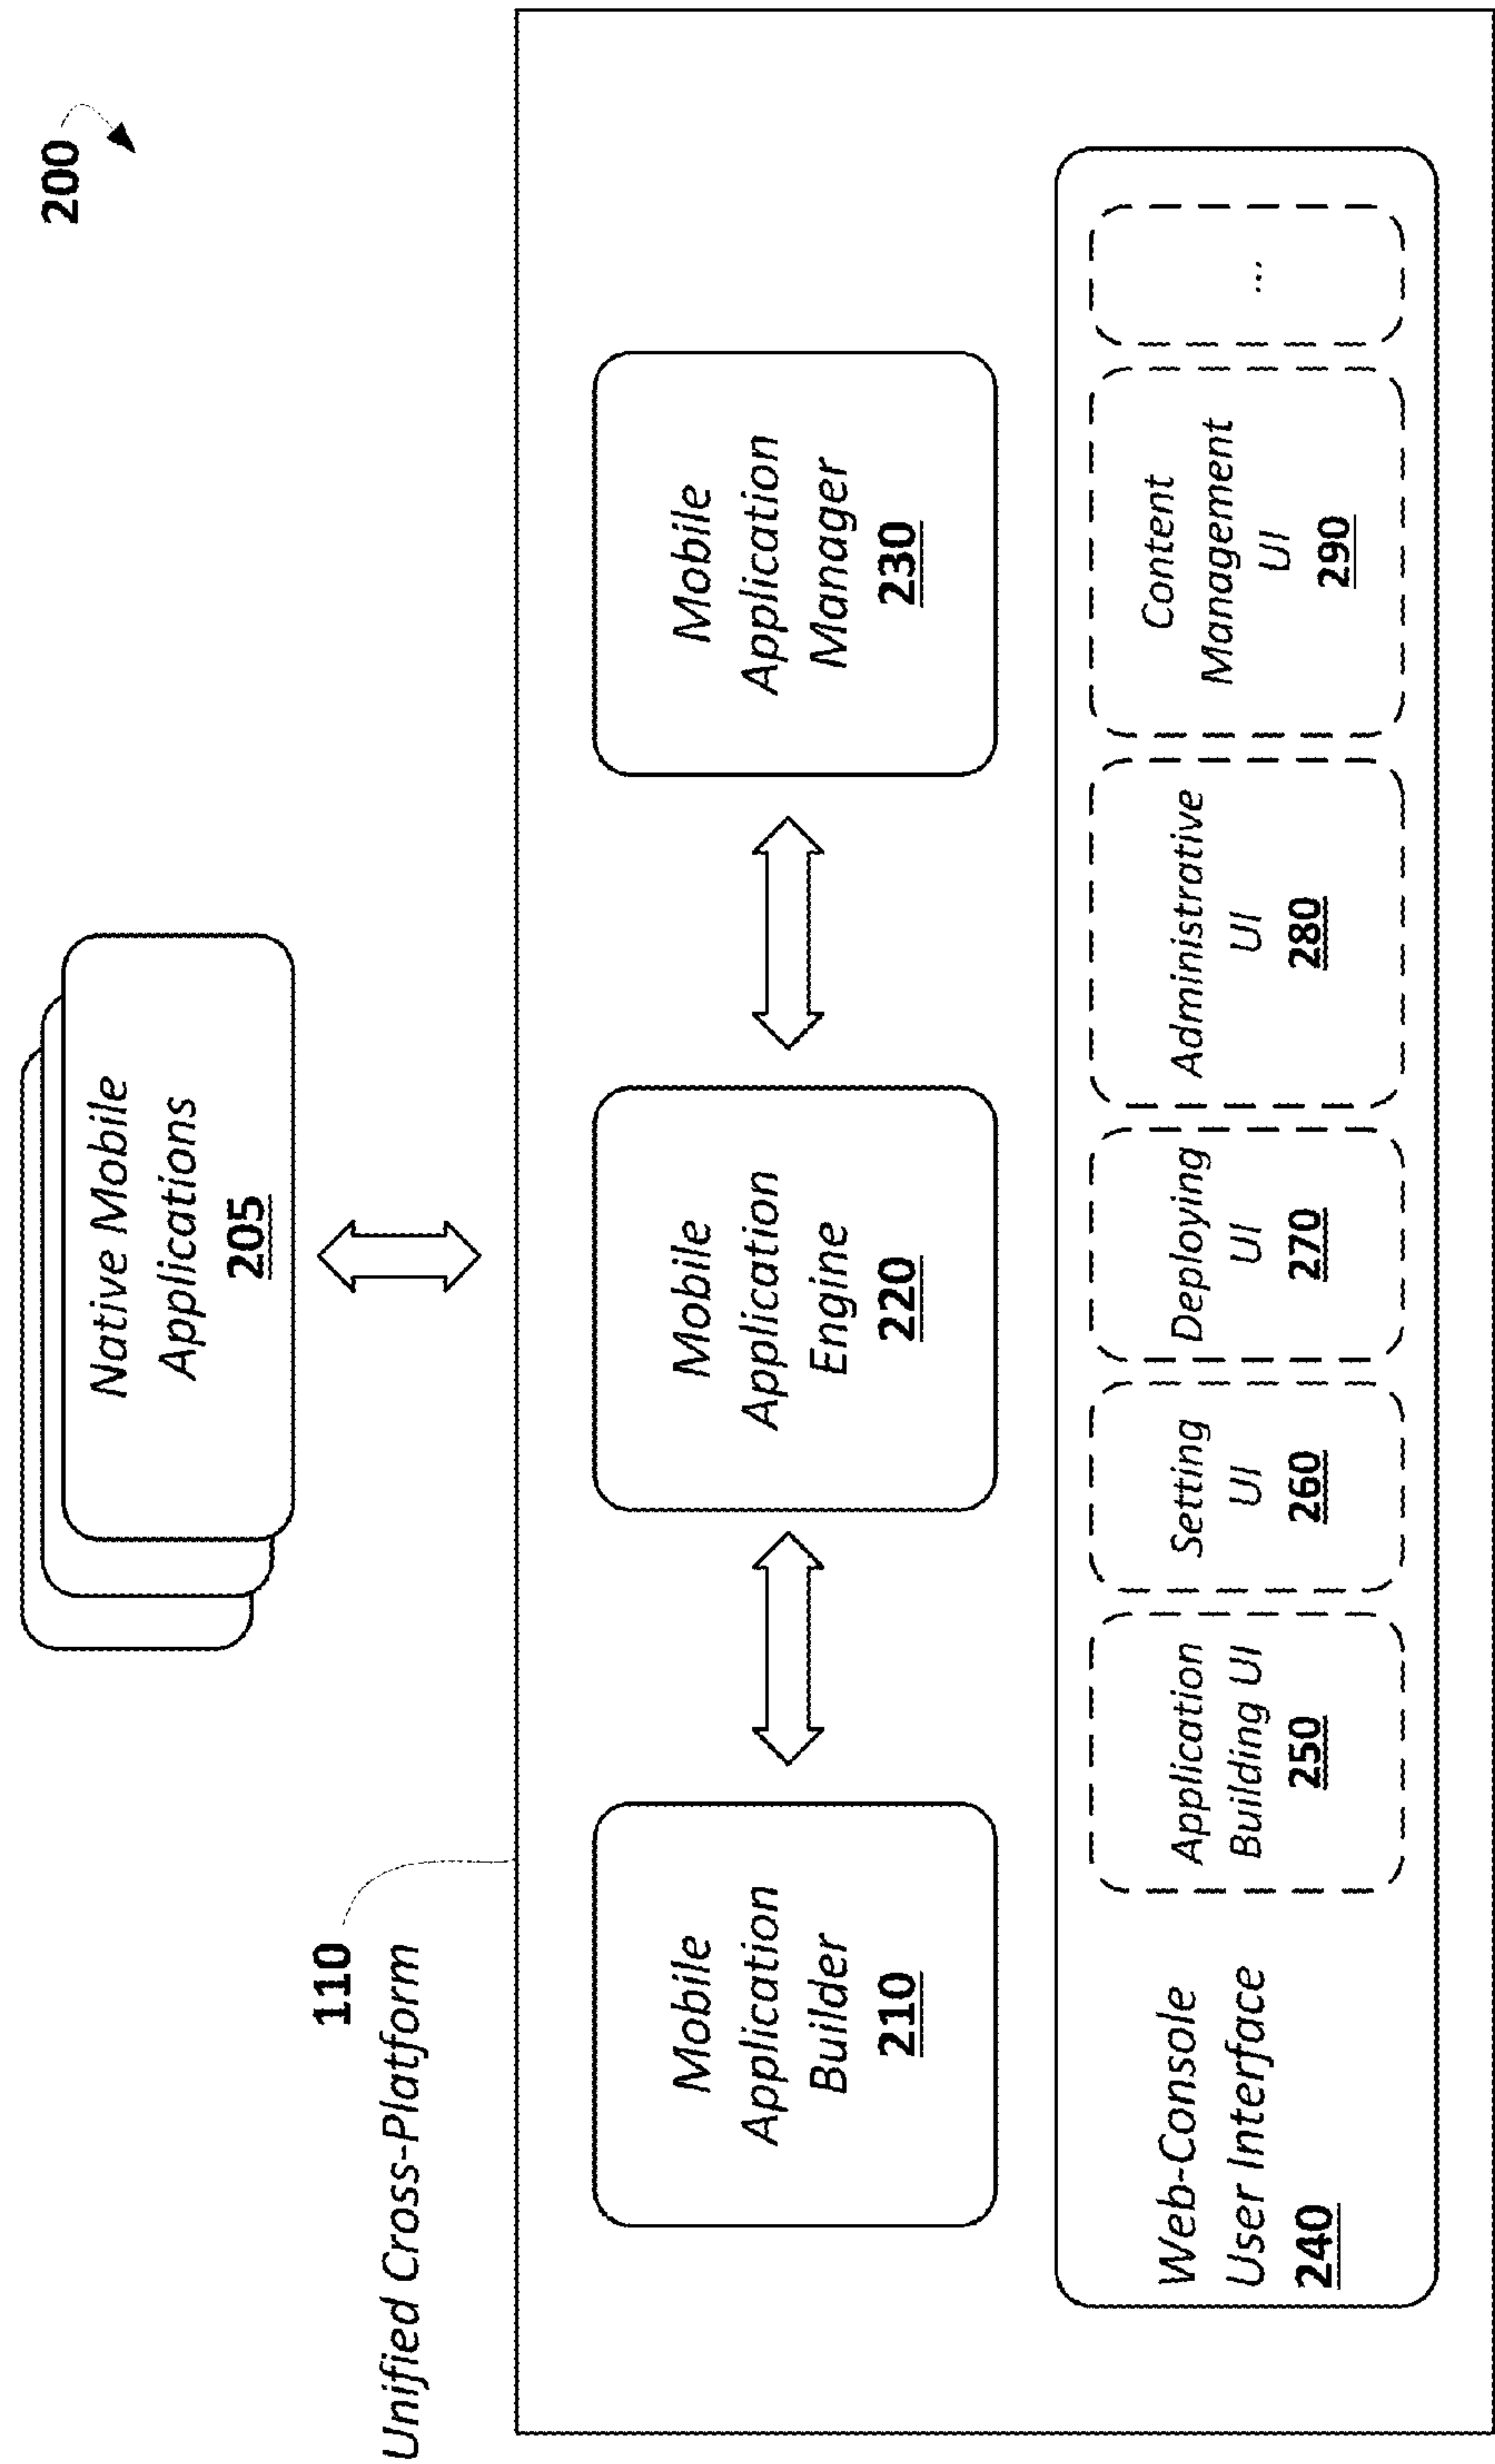 200
Native Mobile
Applications
205
110
Unified Cross-Platform
Mobile
Application
Builder
210
Mobile
Application
Engine
220
Mobile
Application
Manager
230
Web-Console
User Interface
240
Application
Building UI
250
Setting
UI
260
Deploying
UI
270
Administrative
UI
280
Content
Management
UI
290
...